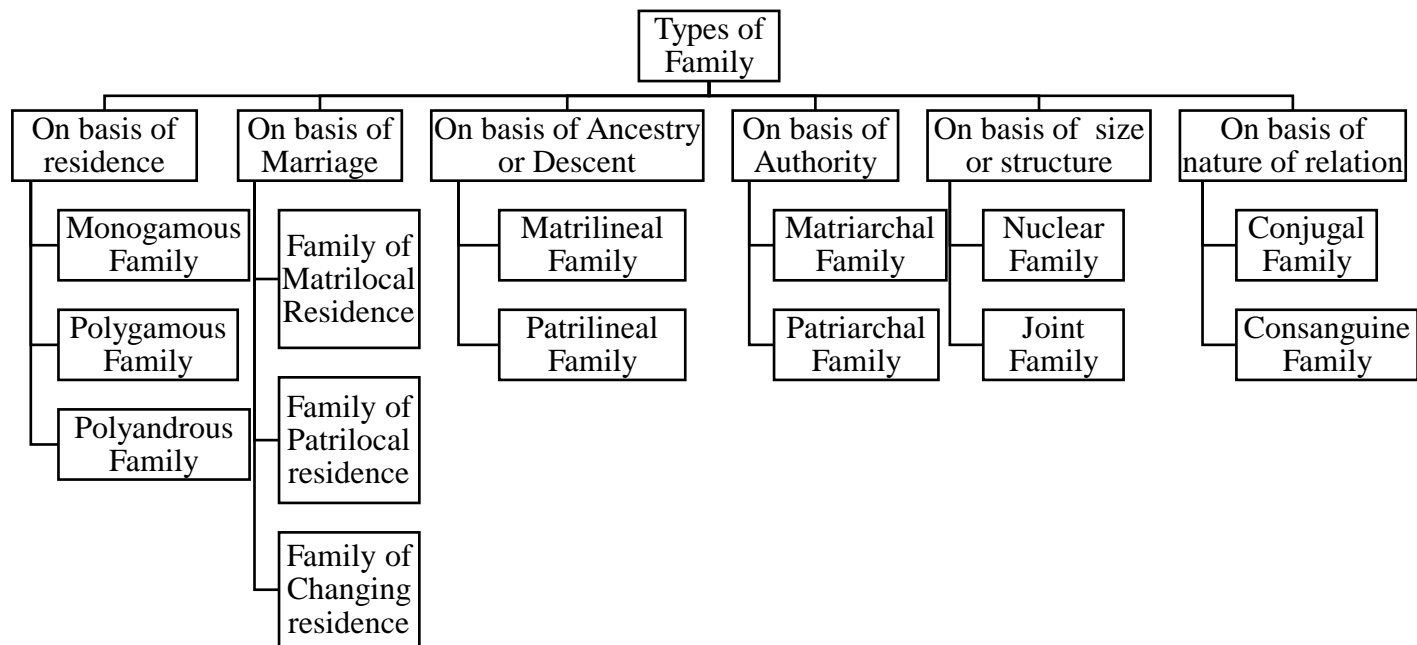 Types of
Family
On basis of
residence
Monogamous
Family
Polygamous
Family
Polyandrous
Family
On basis of
Marriage
Family of
Matrilocal
Residence
Family of
Patrilocal
residence
Family of
Changing
residence
On basis of Ancestry
or Descent
Matrilineal
Family
Patrilineal
Family
On basis of
Authority
Matriarchal
Family
Patriarchal
Family
On basis of size
or structure
Nuclear
Family
Joint
Family
On basis of
nature of relation
Conjugal
Family
Consanguine
Family